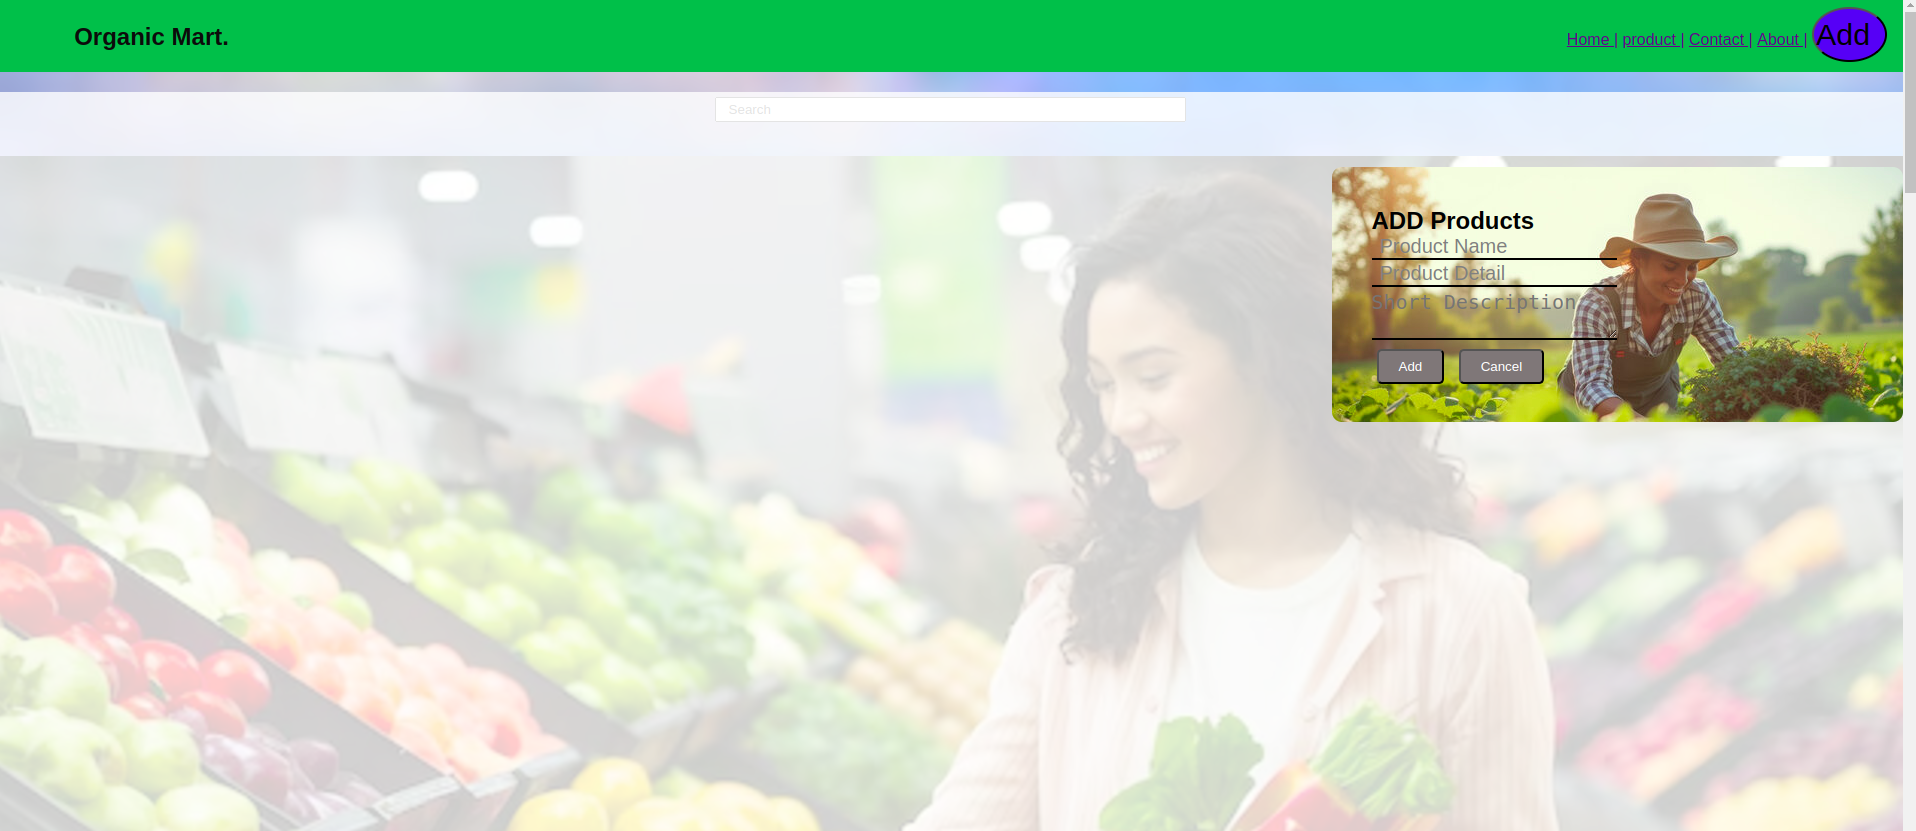 Organic Mart.
Home | product | Contact | About | Add
Search
ADD Products
Product Name
Product Detail
Short Description
Add Cancel